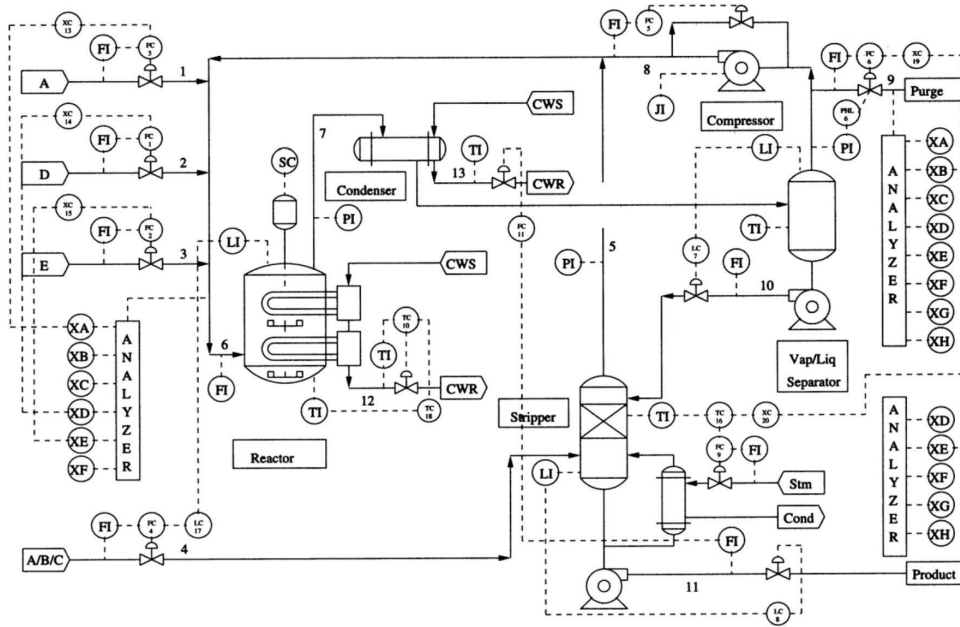 XC 13
FI
FC 3
A
1
XC 14
FI
FC 1
D
2
XC 15
FI
FC 2
E
3
LI
SC
7
CWS
Condenser
TI
13
CWR
PI
FC 11
CWS
TC 10
TI
CWR
12
TI
TC 18
6
FI
Reactor
XA
XB
XC
XD
XE
XF
ANALYZER
FI
FC 4
LC 17
A/B/C
4
FI
FC 5
8
JI
Compressor
FI
FC 6
XC 19
9
Purge
PHL 6
PI
LI
TI
LC 7
FI
10
Vap/Liq
Separator
5
PI
ANALYZER
XA
XB
XC
XD
XE
XF
XG
XH
Stripper
TI
TC 16
XC 20
FC 9
FI
LI
Stm
Cond
FI
11
LC 8
Product
ANALYZER
XD
XE
XF
XG
XH